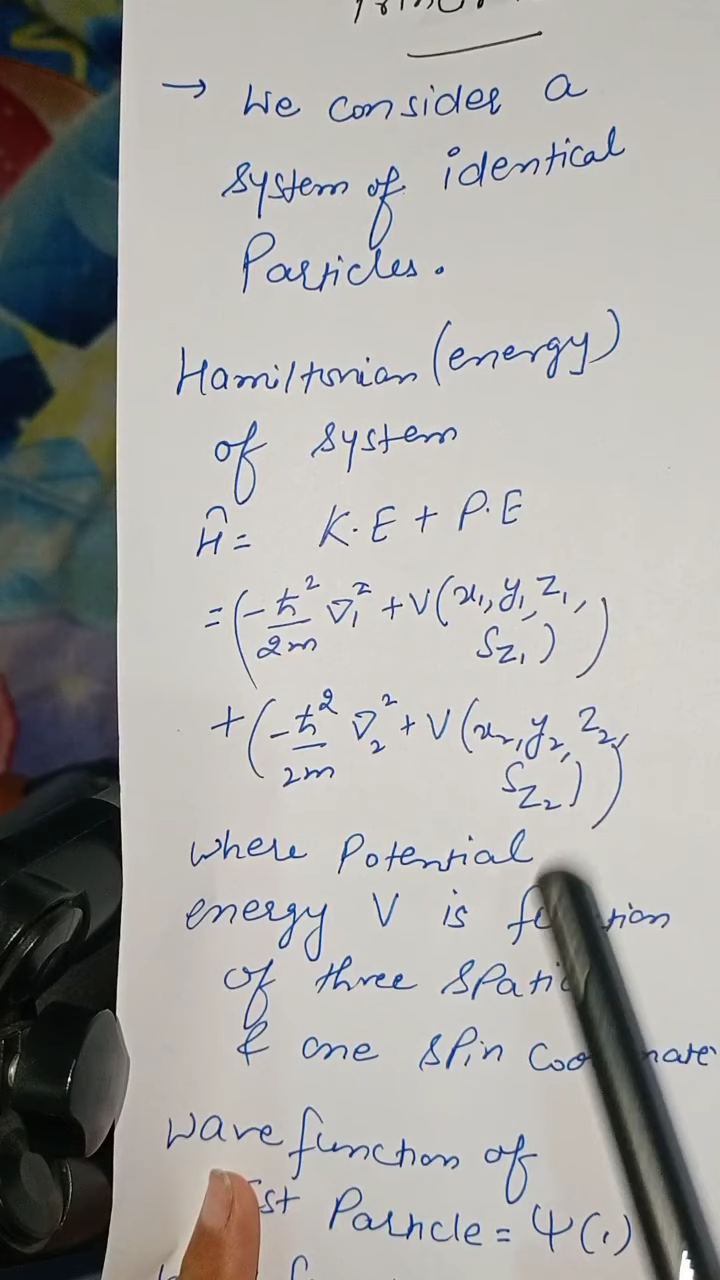 → We consider a
system of identical
Particles.
Hamiltonian (energy)
of system
Ĥ = K.E + P.E
= (-ħ²/2m ∇₁² + V(x₁, y₁, z₁,
Sz₁))
+ (-ħ²/2m ∇₂² + V(x₂, y₂, z₂,
Sz₂))
where Potential
energy V is
of three
& one spin
wave function of
Ist Particle = Ψ(1)